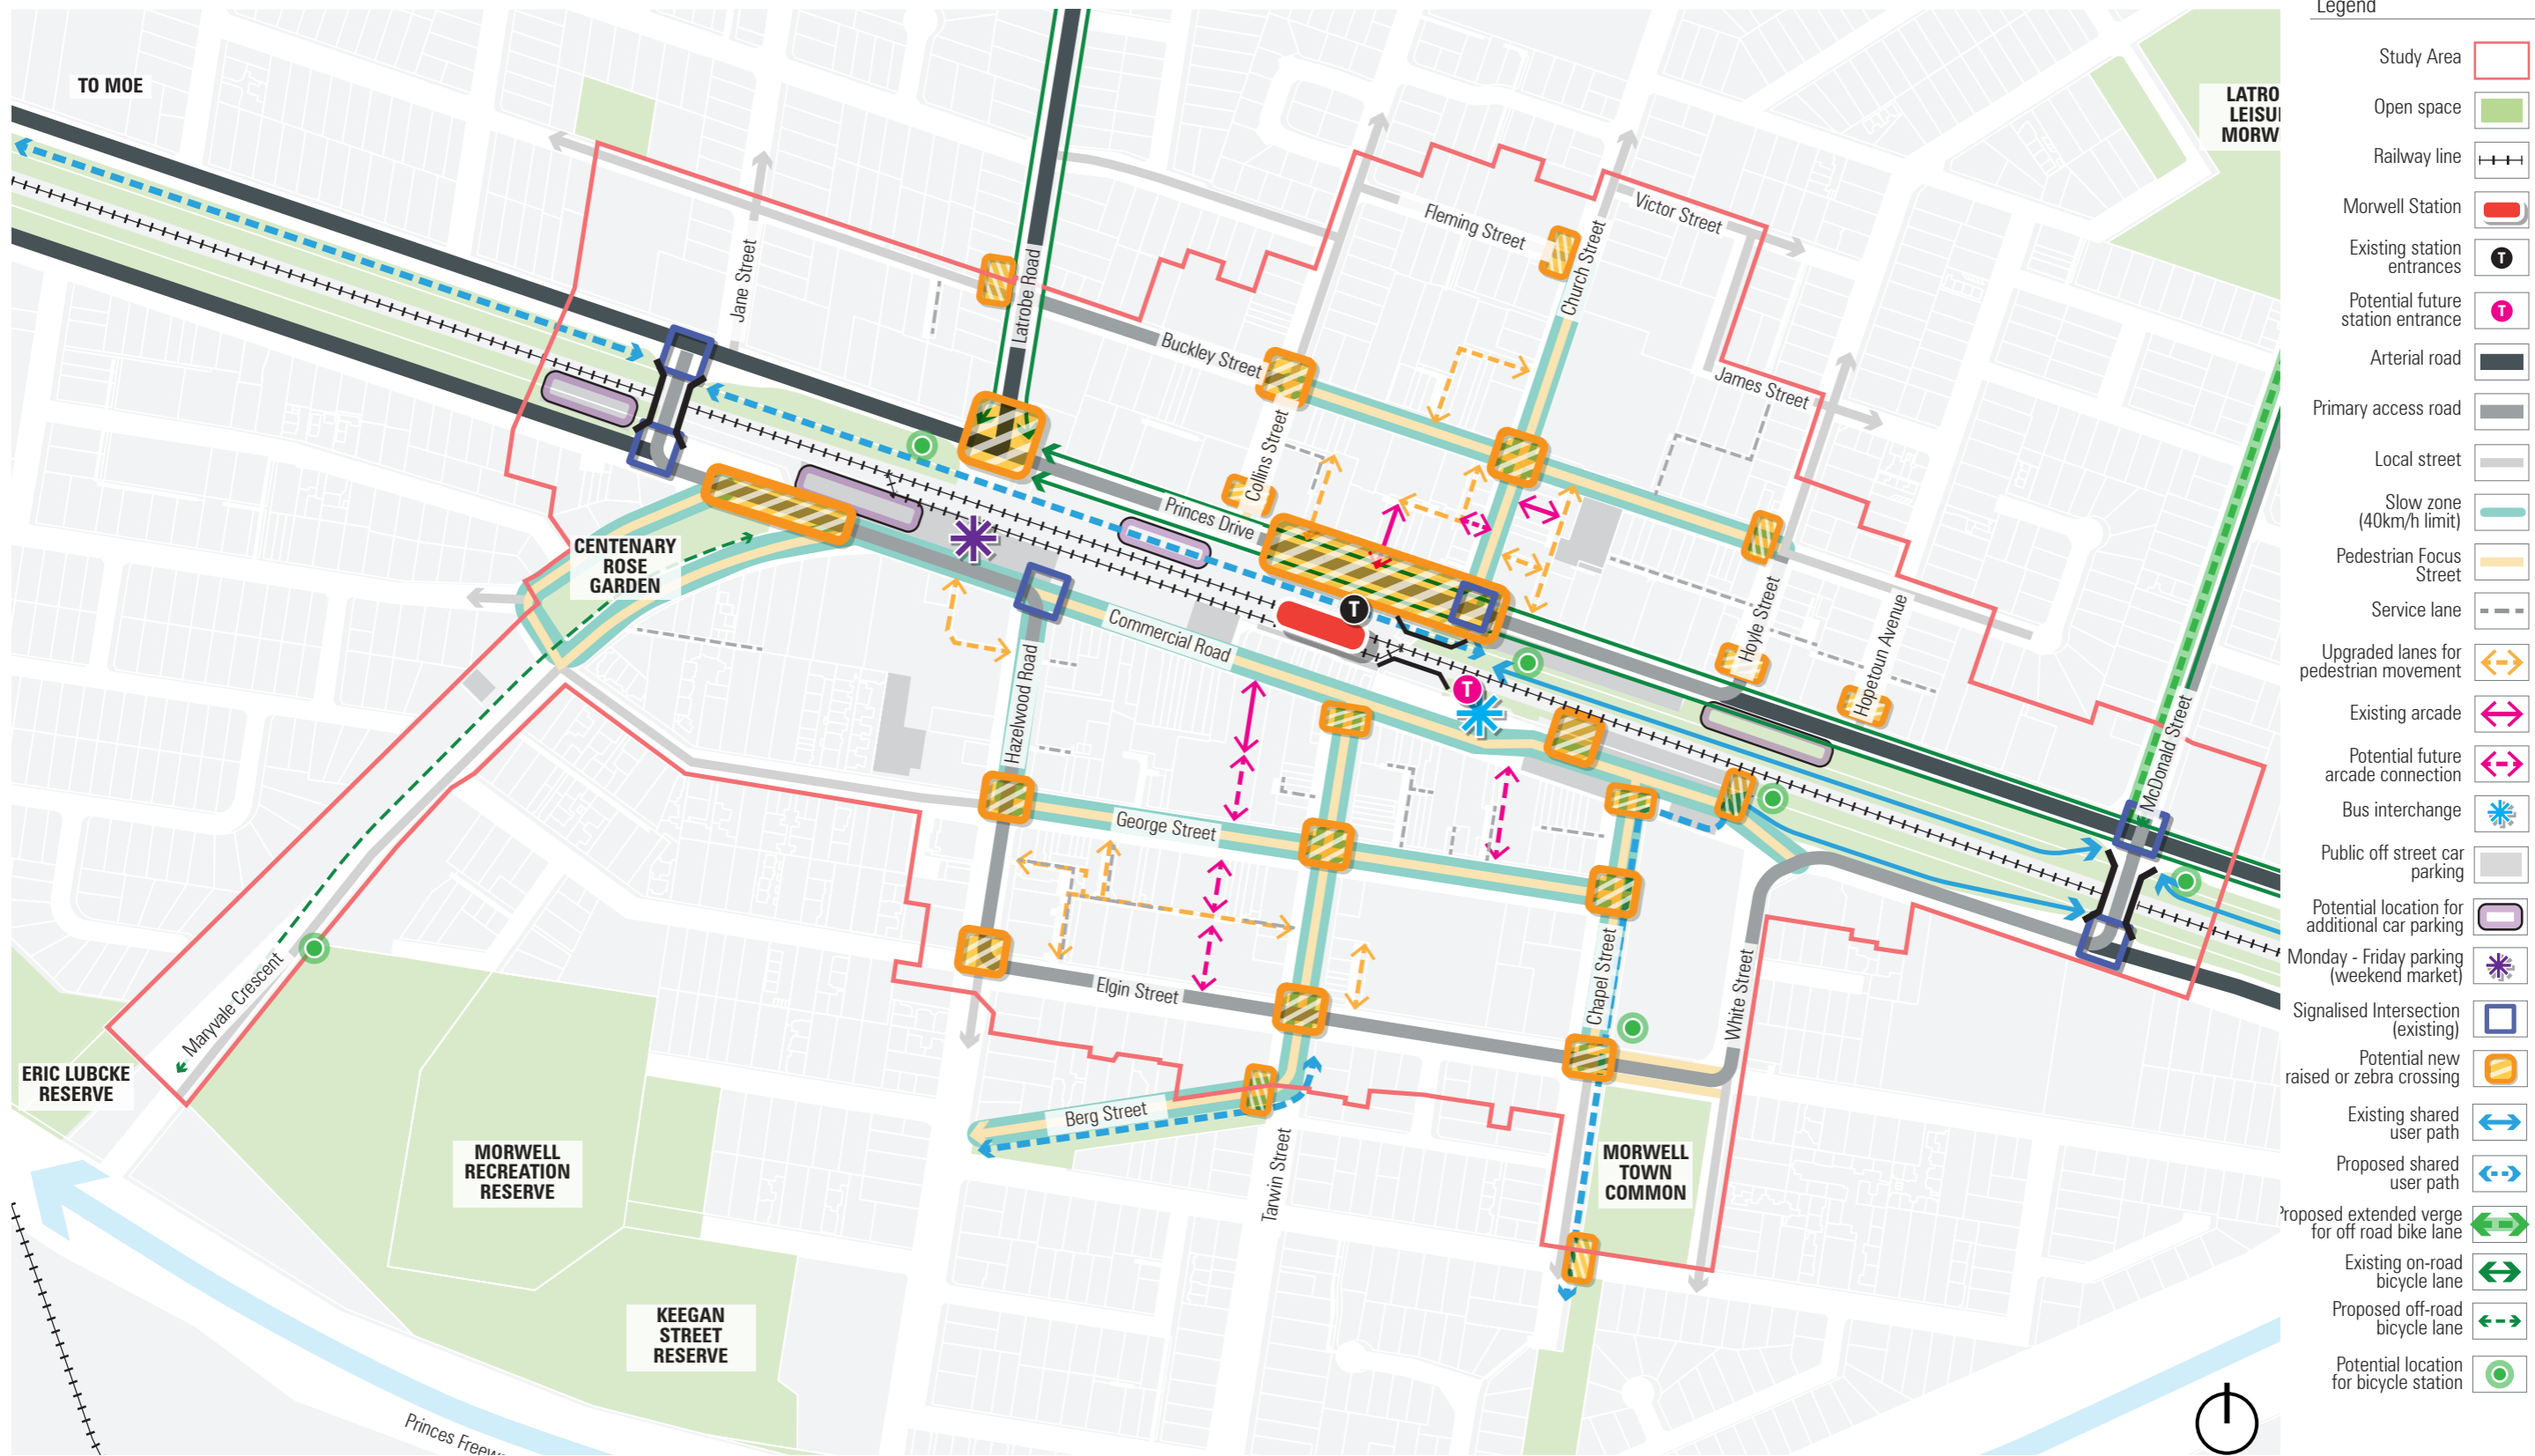 TO MOE
LATRO
LEISU
MORW
Jane Street
Latrobe Road
Buckley Street
Fleming Street
Church Street
Victor Street
James Street
Collins Street
Princes Drive
Hoyle Street
Hopetoun Avenue
McDonald Street
CENTENARY
ROSE
GARDEN
T
T
Commercial Road
Hazelwood Road
George Street
Elgin Street
Chapel Street
White Street
Maryvale Crescent
Berg Street
Tarwin Street
ERIC LUBCKE
RESERVE
MORWELL
RECREATION
RESERVE
MORWELL
TOWN
COMMON
KEEGAN
STREET
RESERVE
Princes Freew
Legend
Study Area
Open space
Railway line
Morwell Station
Existing station
entrances
T
Potential future
station entrance
T
Arterial road
Primary access road
Local street
Slow zone
(40km/h limit)
Pedestrian Focus
Street
Service lane
Upgraded lanes for
pedestrian movement
Existing arcade
Potential future
arcade connection
Bus interchange
Public off street car
parking
Potential location for
additional car parking
Monday - Friday parking
(weekend market)
Signalised Intersection
(existing)
Potential new
raised or zebra crossing
Existing shared
user path
Proposed shared
user path
Proposed extended verge
for off road bike lane
Existing on-road
bicycle lane
Proposed off-road
bicycle lane
Potential location
for bicycle station